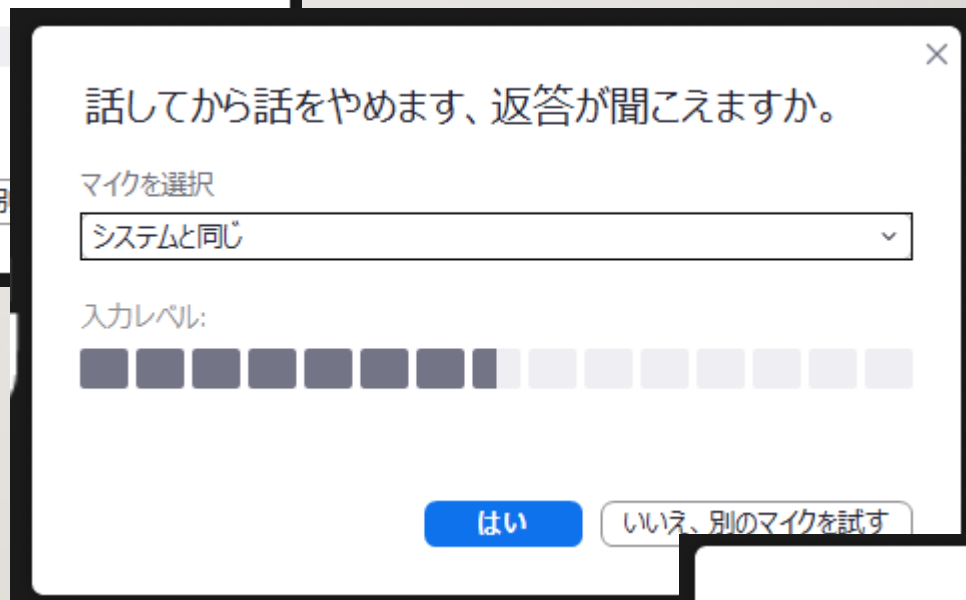 話してから話をやめます、返答が聞こえますか。
マイクを選択
システムと同じ
入力レベル:
はい
いいえ、別のマイクを試す